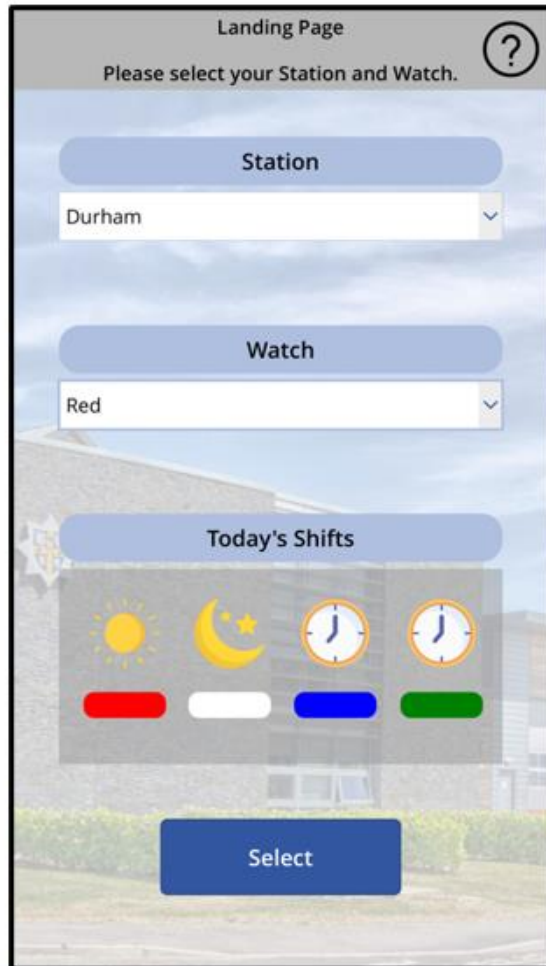 Landing Page
?
Please select your Station and Watch.
Station
Durham
Watch
Red
Today's Shifts
Select